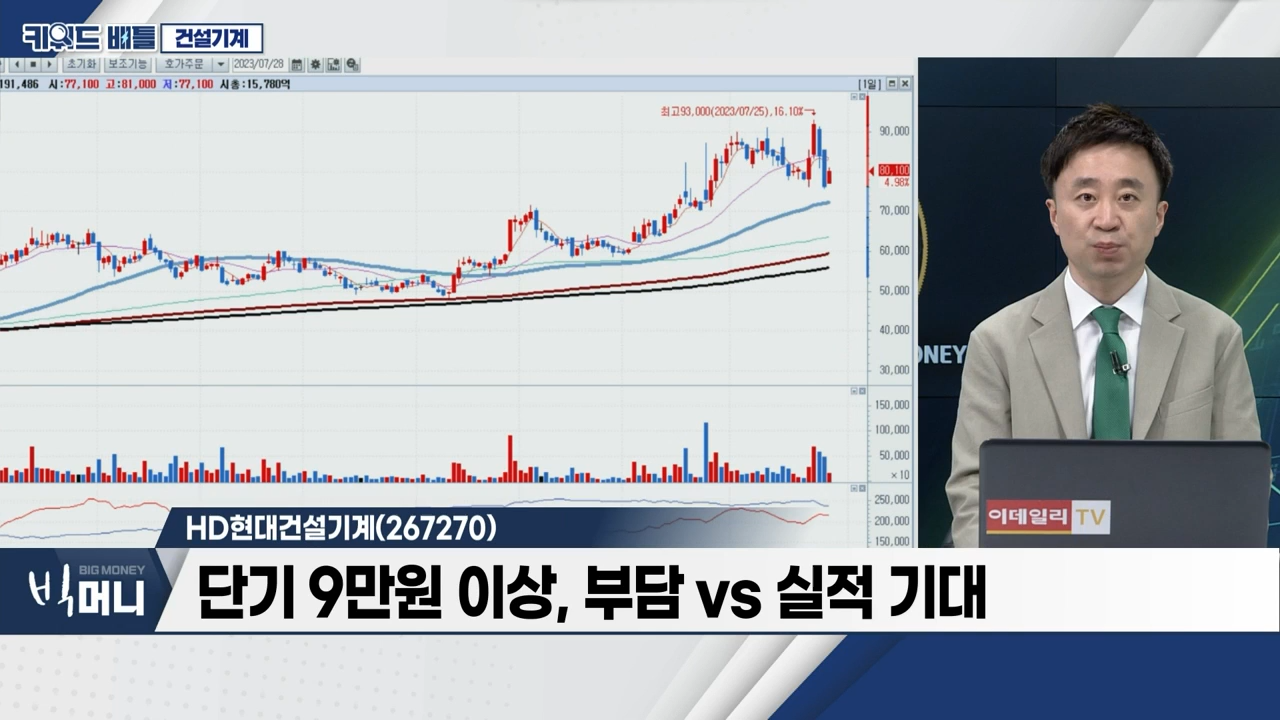 키워드 배틀 건설기계
초기화 보조기능 호가주문 2023/07/28
191,486 시:77,100 고:81,000 저:77,100 시총:15,780억 [1일]
최고93,000(2023/07/25),16.10%
90,000
80,100
4.98%
70,000
60,000
50,000
40,000
30,000
150,000
100,000
50,000
×10
250,000
200,000
150,000
ONEY
이데일리 TV
HD현대건설기계(267270)
BIG MONEY
빅머니
단기 9만원 이상, 부담 vs 실적 기대